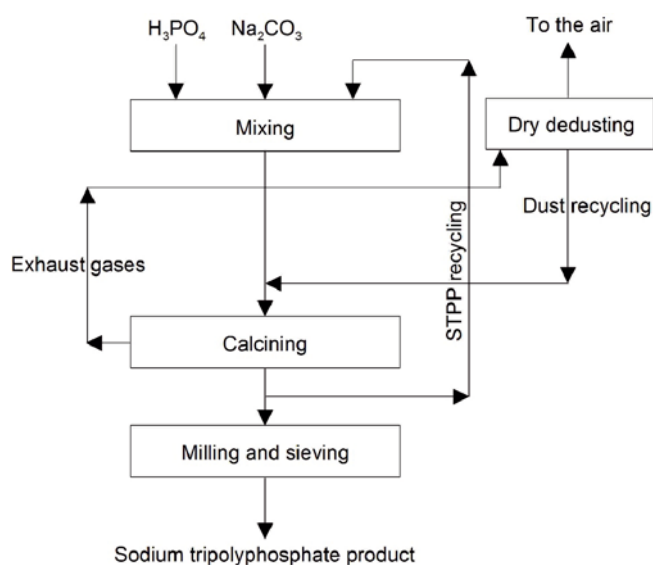 H₃PO₄
Na₂CO₃
To the air
Mixing
Dry dedusting
Dust recycling
STPP recycling
Exhaust gases
Calcining
Milling and sieving
Sodium tripolyphosphate product